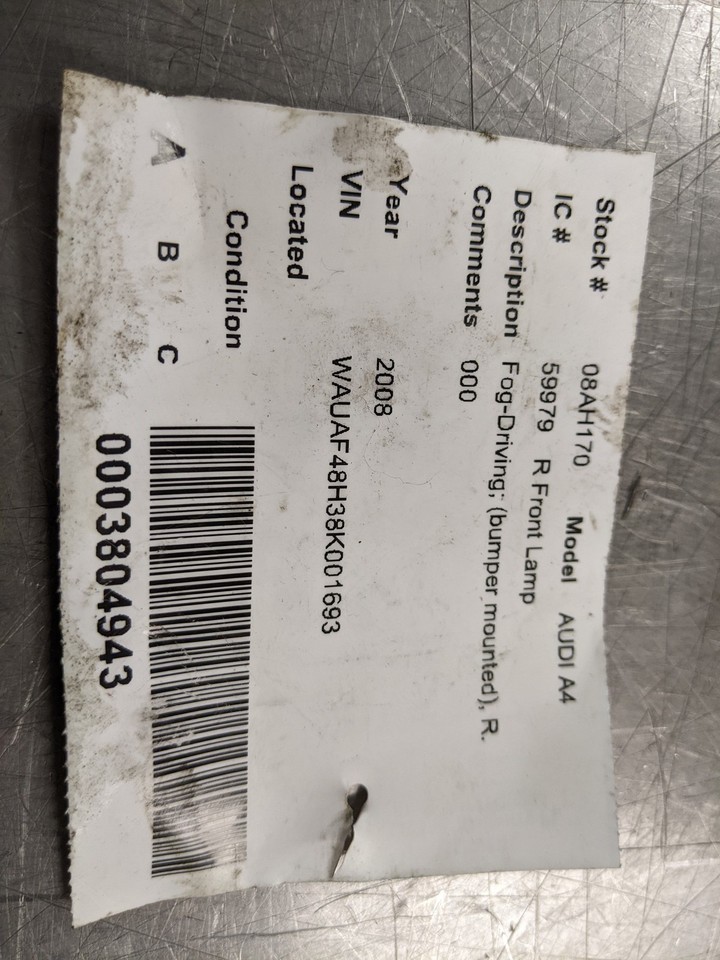 Stock # 08AH170 Model AUDI A4
IC # 59979 R Front Lamp
Description Fog-Driving; (bumper mounted), R.
Comments 000
Year 2008
VIN WAUAF48H38K001693
Located
Condition
A B C
0003804943